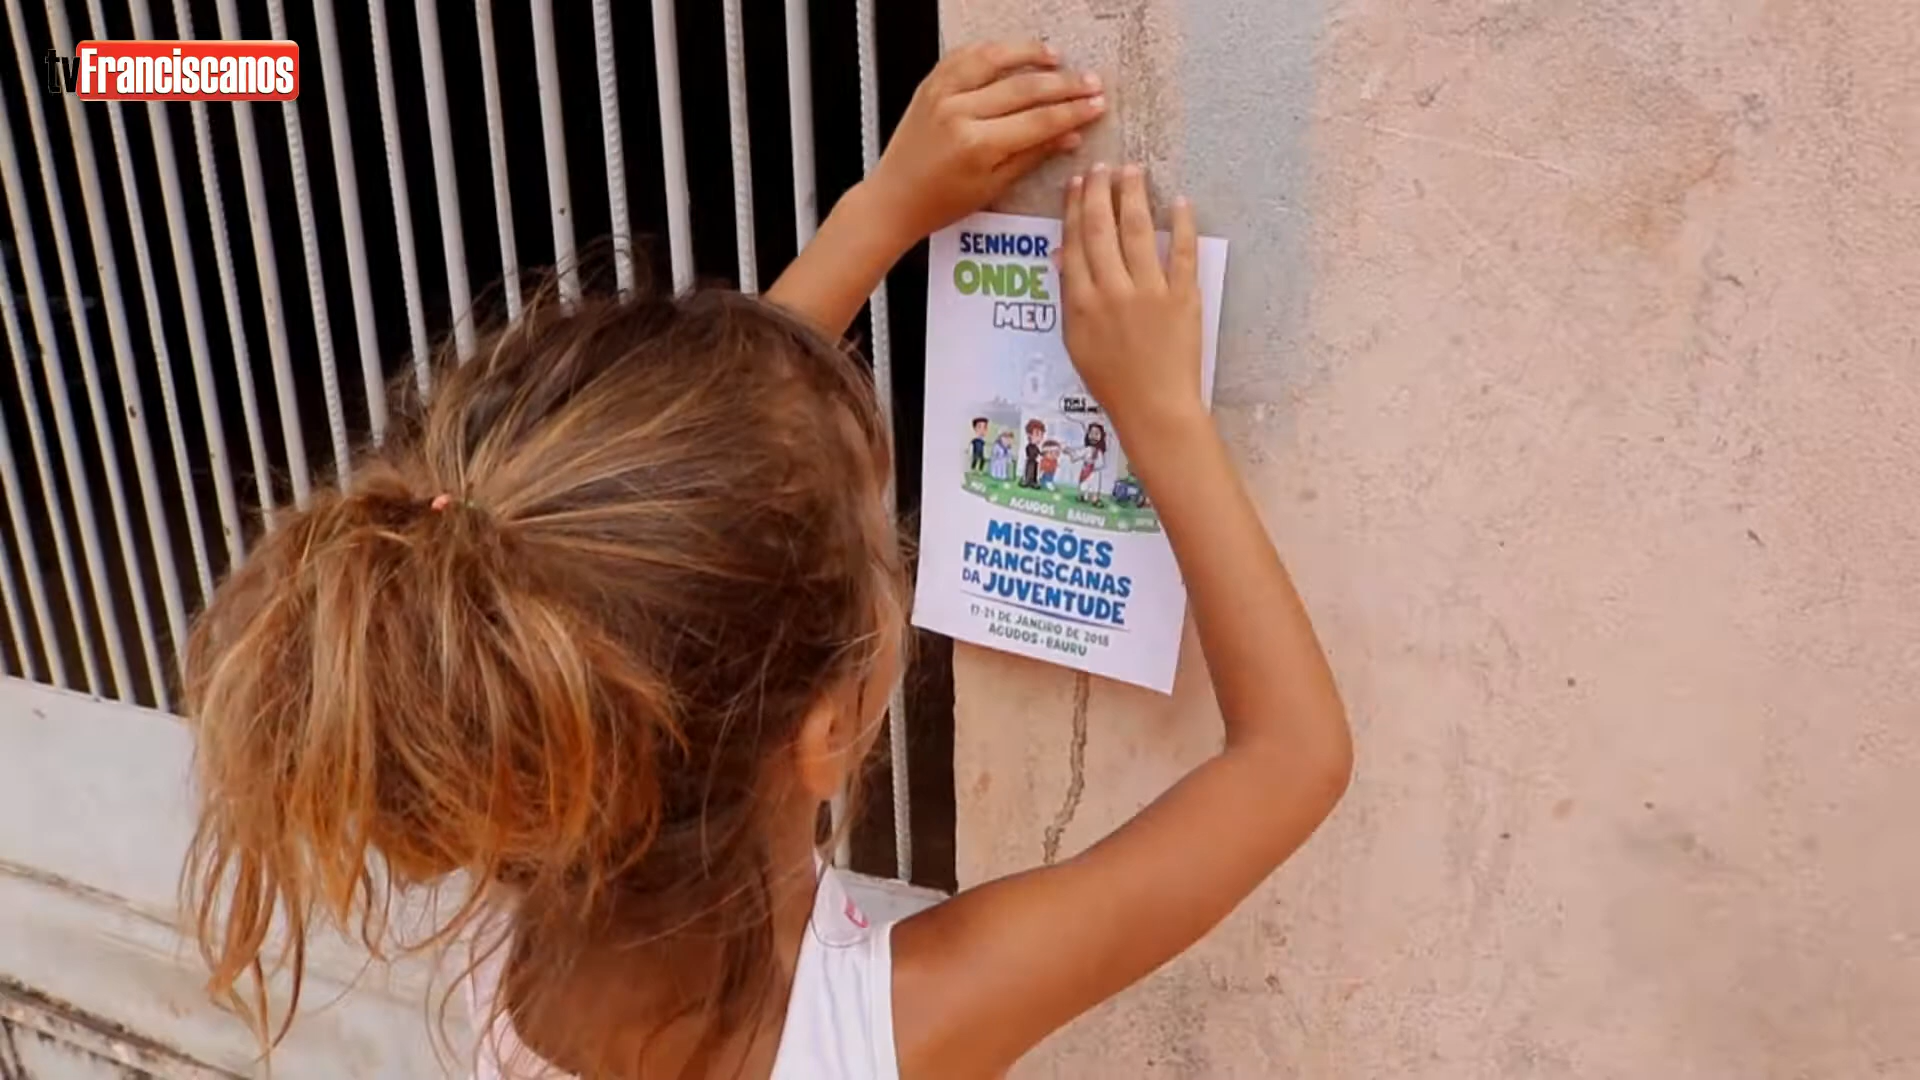 tvFranciscanos
SENHOR
ONDE
MEU
AGUDOS BAURU
MISSÕES
FRANCISCANAS
DA JUVENTUDE
17-21 DE JANEIRO DE 2018
AGUDOS - BAURU